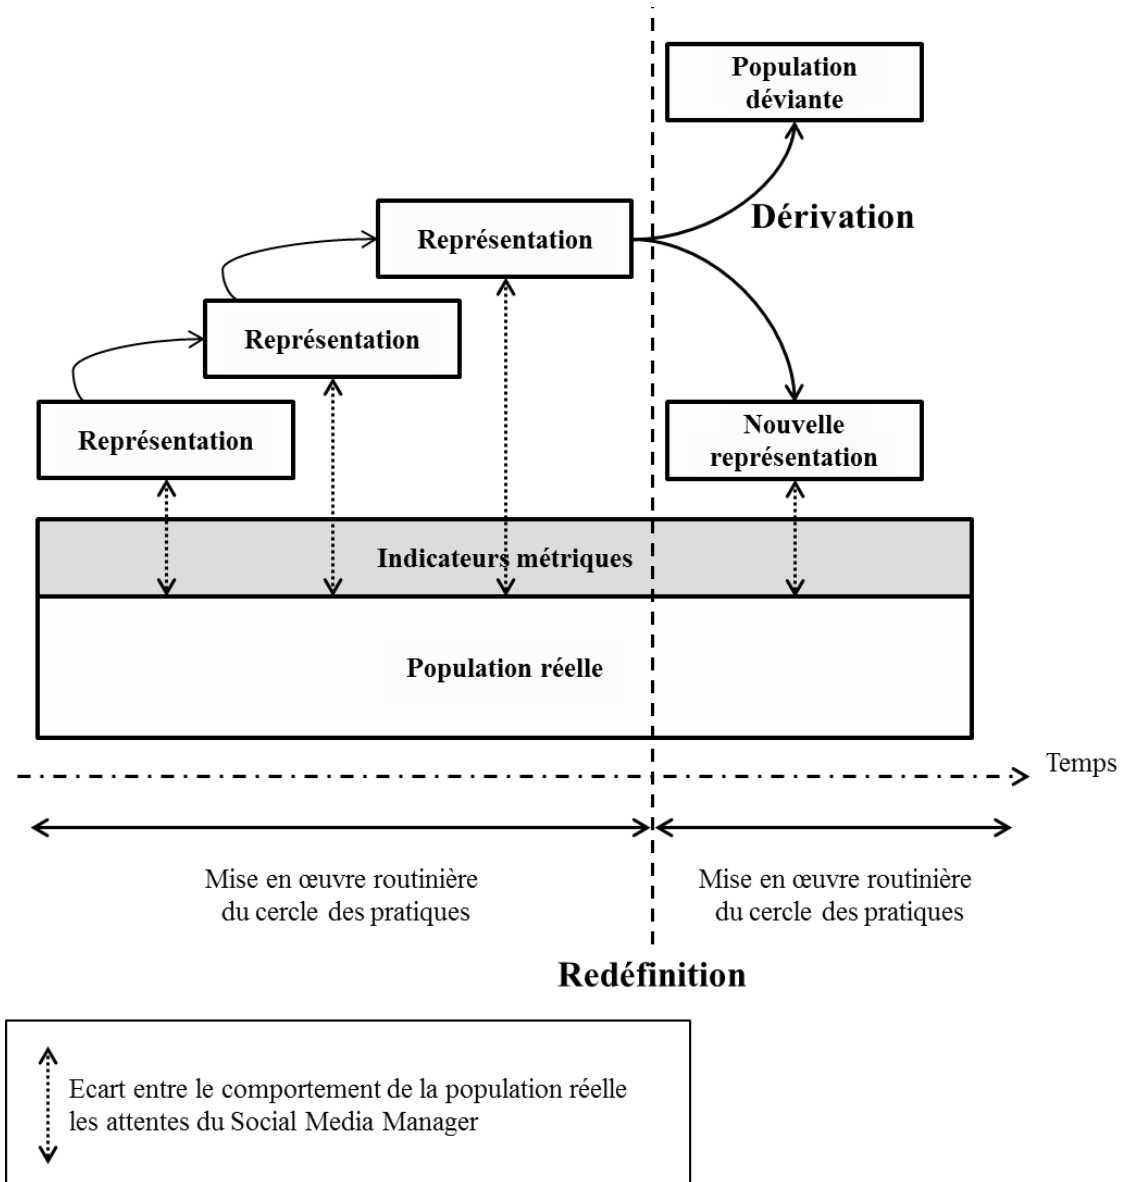 Population
déviante
Dérivation
Représentation
Représentation
Représentation
Nouvelle
représentation
Indicateurs métriques
Population réelle
Temps
Mise en œuvre routinière
du cercle des pratiques
Mise en œuvre routinière
du cercle des pratiques
Redéfinition
Ecart entre le comportement de la population réelle
les attentes du Social Media Manager